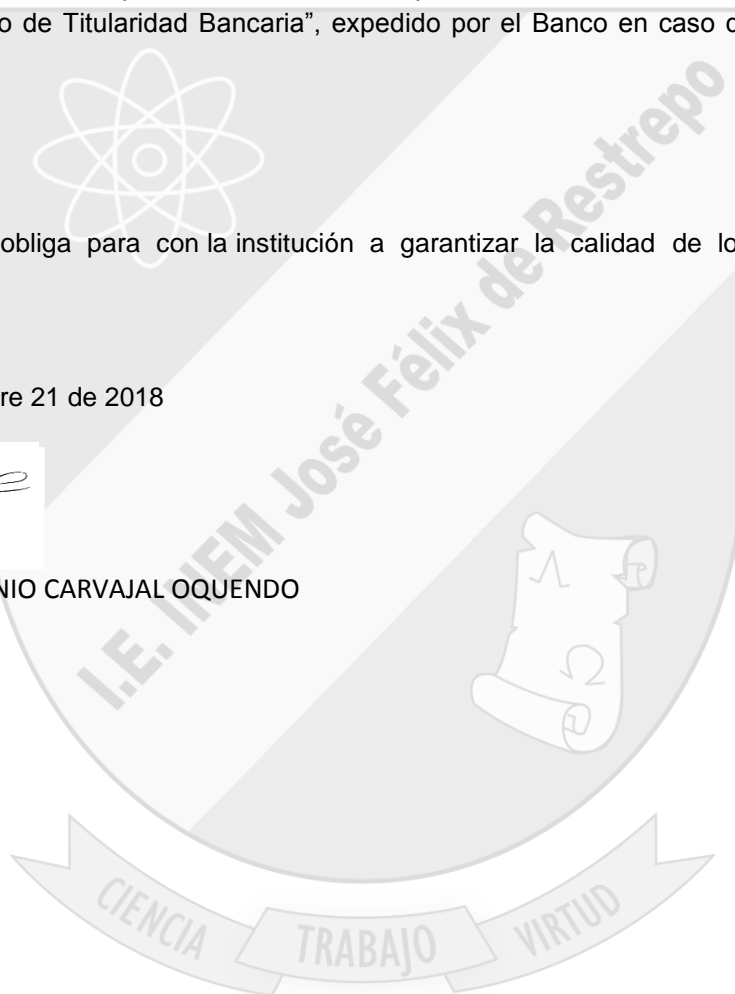 o de Titularidad Bancaria”, expedido por el Banco en caso
obliga para con la institución a garantizar la calidad de lo
re 21 de 2018
NIO CARVAJAL OQUENDO
I.E. INEM José Félix de Restrepo
CIENCIA TRABAJO VIRTUD